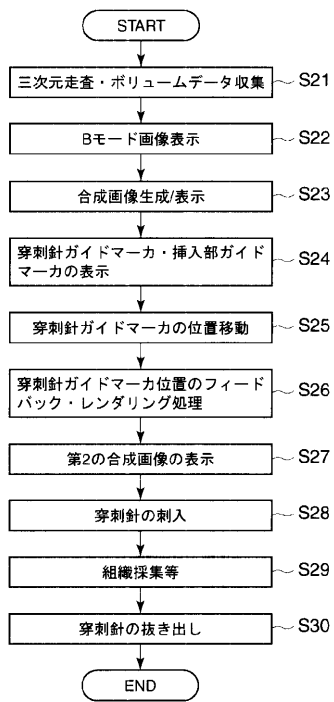 START
三次元走査・ボリュームデータ収集
S21
Bモード画像表示
S22
合成画像生成/表示
S23
穿刺針ガイドマーカ・挿入部ガイド
マーカの表示
S24
穿刺針ガイドマーカの位置移動
S25
穿刺針ガイドマーカ位置のフィード
バック・レンダリング処理
S26
第2の合成画像の表示
S27
穿刺針の刺入
S28
組織採集等
S29
穿刺針の抜き出し
S30
END